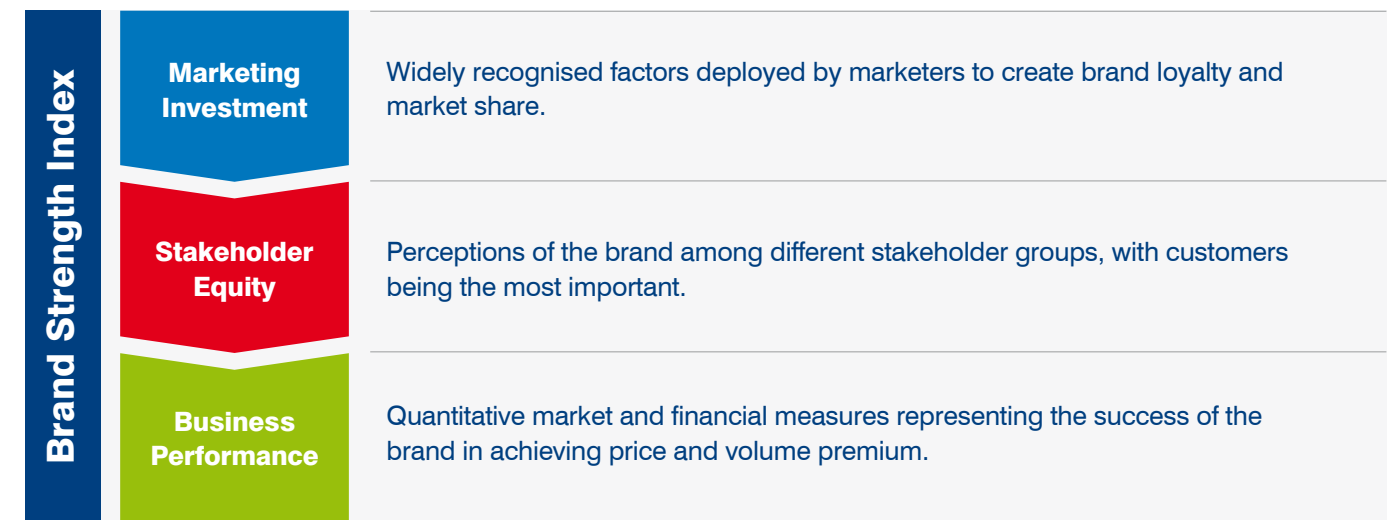 Brand Strength Index
Marketing
Investment
Widely recognised factors deployed by marketers to create brand loyalty and
market share.
Stakeholder
Equity
Perceptions of the brand among different stakeholder groups, with customers
being the most important.
Business
Performance
Quantitative market and financial measures representing the success of the
brand in achieving price and volume premium.